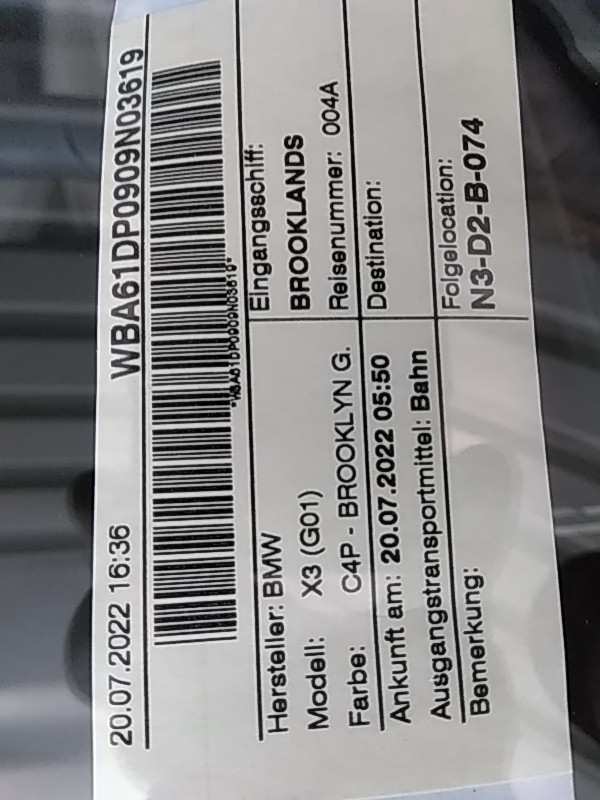 20.07.2022 16:36 WBA61DP0909N03619
*WBA61DP0909N03619*
Hersteller: BMW
Modell: X3 (G01)
Farbe: C4P - BROOKLYN G.
Eingangsschiff:
BROOKLANDS
Reisenummer: 004A
Ankunft am: 20.07.2022 05:50
Destination:
Ausgangstransportmittel: Bahn
Bemerkung:
Folgelocation:
N3-D2-B-074